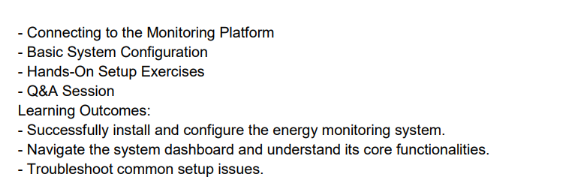 - Connecting to the Monitoring Platform
- Basic System Configuration
- Hands-On Setup Exercises
- Q&A Session
Learning Outcomes:
- Successfully install and configure the energy monitoring system.
- Navigate the system dashboard and understand its core functionalities.
- Troubleshoot common setup issues.